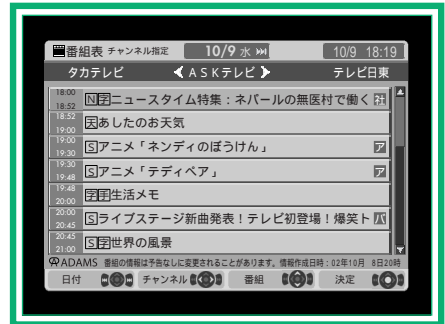 番組表 チャンネル指定 10/9 水 10/9 18:19
タカテレビ ASKテレビ テレビ日東
18:00 18:52 N字ニュースタイム特集：ネパールの無医村で働く 社
18:52 19:00 天あしたのお天気
19:00 19:30 Sアニメ「ネンディのぼうけん」 ア
19:30 19:48 Sアニメ「テディペア」 ア
19:48 20:00 字手生活メモ
20:00 20:45 Sライブステージ新曲発表！テレビ初登場！爆笑ト バ
20:45 21:00 S字世界の風景
ADAMS 番組の情報は予告なしに変更されることがあります。情報作成日時：02年10月 8日20時
日付 チャンネル 番組 決定